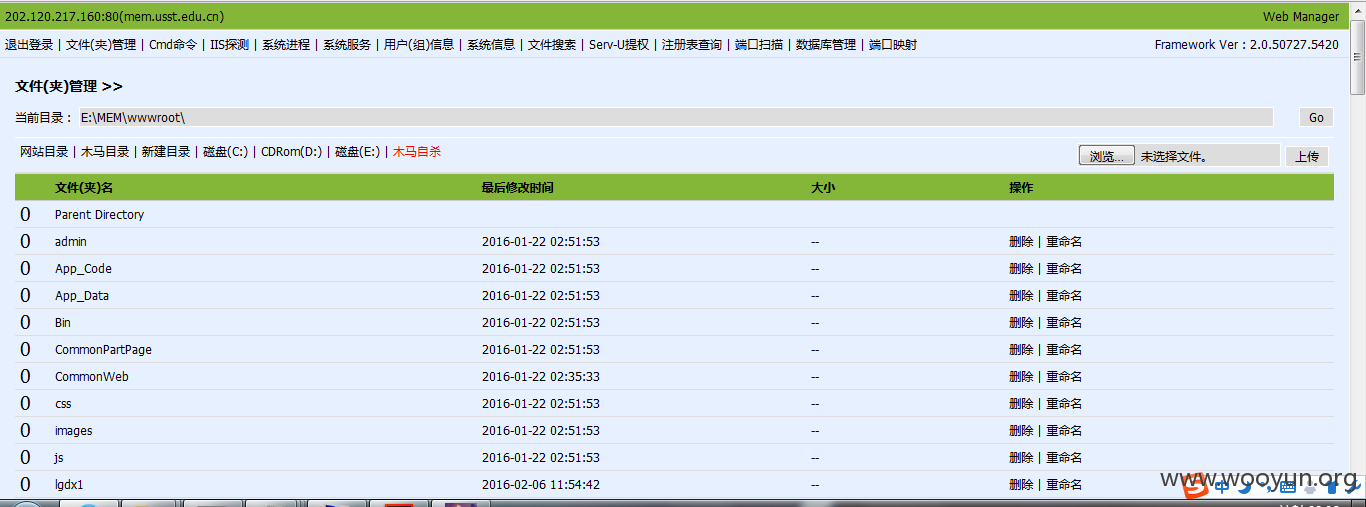 202.120.217.160:80(mem.usst.edu.cn) Web Manager
退出登录 | 文件(夹)管理 | Cmd命令 | IIS探测 | 系统进程 | 系统服务 | 用户(组)信息 | 系统信息 | 文件搜索 | Serv-U提权 | 注册表查询 | 端口扫描 | 数据库管理 | 端口映射 Framework Ver : 2.0.50727.5420
文件(夹)管理 >>
当前目录 : E:\MEM\wwwroot\ Go
网站目录 | 木马目录 | 新建目录 | 磁盘(C:) | CDRom(D:) | 磁盘(E:) | 木马自杀 浏览... 未选择文件。 上传
文件(夹)名 最后修改时间 大小 操作
0 Parent Directory
0 admin 2016-01-22 02:51:53 -- 删除 | 重命名
0 App_Code 2016-01-22 02:51:53 -- 删除 | 重命名
0 App_Data 2016-01-22 02:51:53 -- 删除 | 重命名
0 Bin 2016-01-22 02:51:53 -- 删除 | 重命名
0 CommonPartPage 2016-01-22 02:51:53 -- 删除 | 重命名
0 CommonWeb 2016-01-22 02:35:33 -- 删除 | 重命名
0 css 2016-01-22 02:51:53 -- 删除 | 重命名
0 images 2016-01-22 02:51:53 -- 删除 | 重命名
0 js 2016-01-22 02:51:53 -- 删除 | 重命名
0 lgdx1 2016-02-06 11:54:42 -- 删除 | 重命名
www.wooyun.org
中